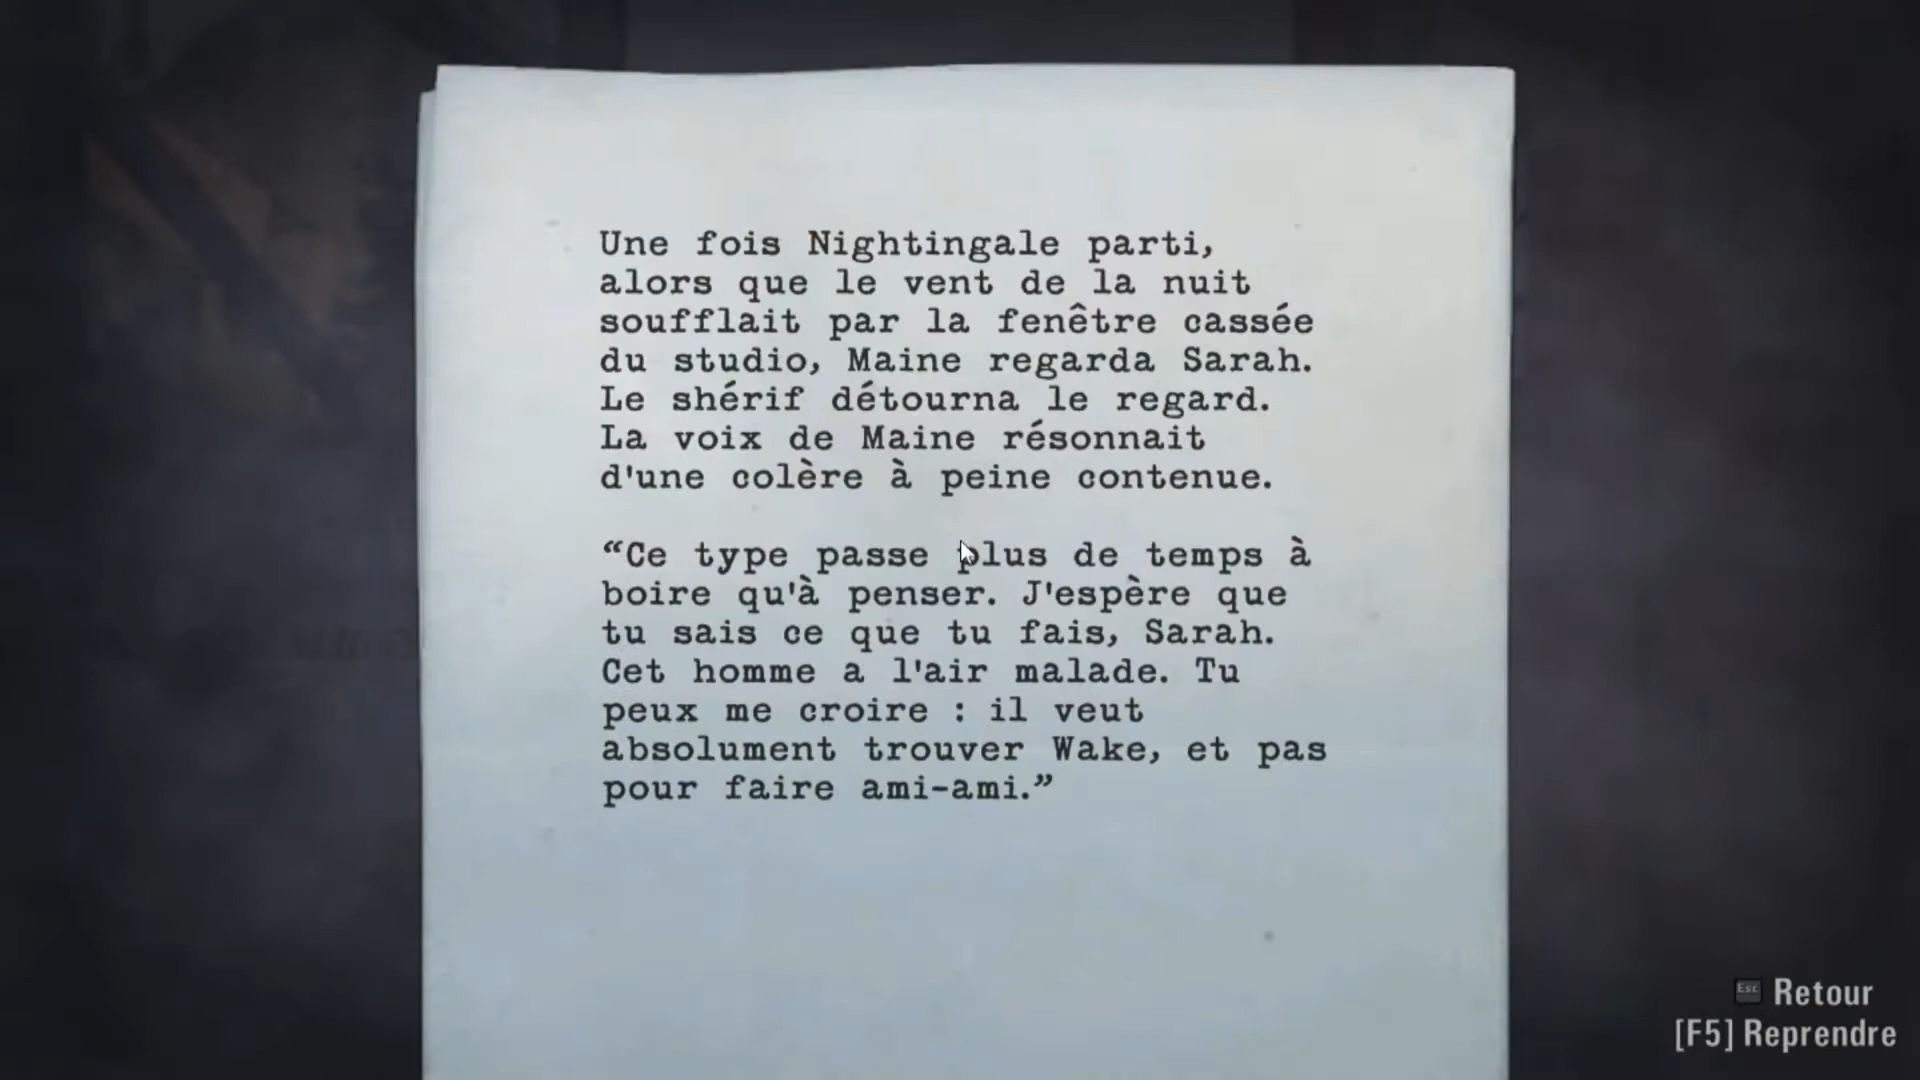 Une fois Nightingale parti,
alors que le vent de la nuit
soufflait par la fenêtre cassée
du studio, Maine regarda Sarah.
Le shérif détourna le regard.
La voix de Maine résonnait
d'une colère à peine contenue.
“Ce type passe plus de temps à
boire qu'à penser. J'espère que
tu sais ce que tu fais, Sarah.
Cet homme a l'air malade. Tu
peux me croire : il veut
absolument trouver Wake, et pas
pour faire ami-ami.”
Esc Retour
[F5] Reprendre